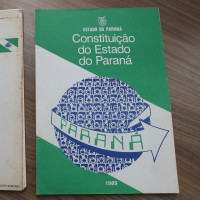 ESTADO DO PARANÁ
Constituição
do Estado
do Paraná
PARANÁ
1989